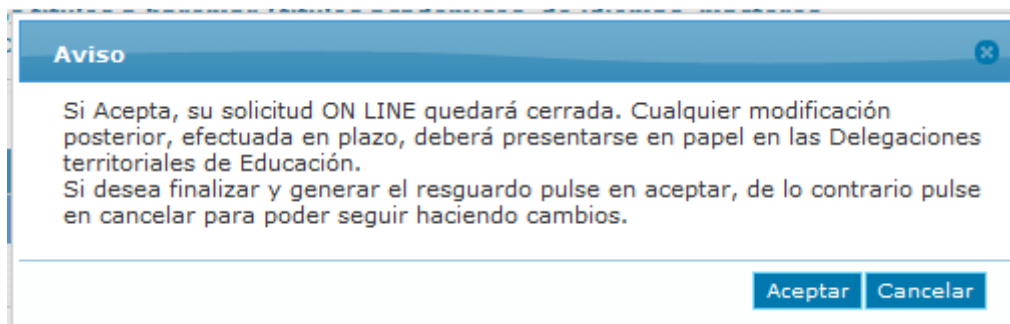 Aviso
Si Acepta, su solicitud ON LINE quedará cerrada. Cualquier modificación
posterior, efectuada en plazo, deberá presentarse en papel en las Delegaciones
territoriales de Educación.
Si desea finalizar y generar el resguardo pulse en aceptar, de lo contrario pulse
en cancelar para poder seguir haciendo cambios.
Aceptar Cancelar